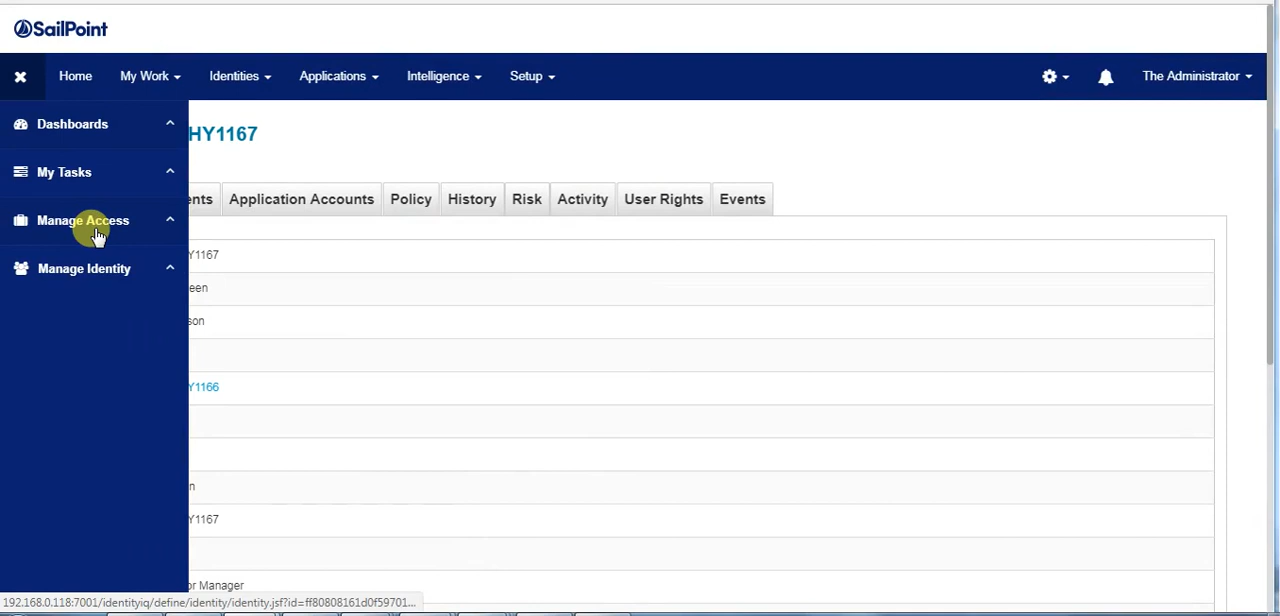 SailPoint
Home My Work Identities Applications Intelligence Setup The Administrator
Dashboards
HY1167
My Tasks
ents Application Accounts Policy History Risk Activity User Rights Events
Manage Access
Y1167
Manage Identity
een
son
Y1166
n
Y1167
or Manager
192.168.0.118:7001/identityiq/define/identity/identity.jsf?id=ff80808161d0f59701...